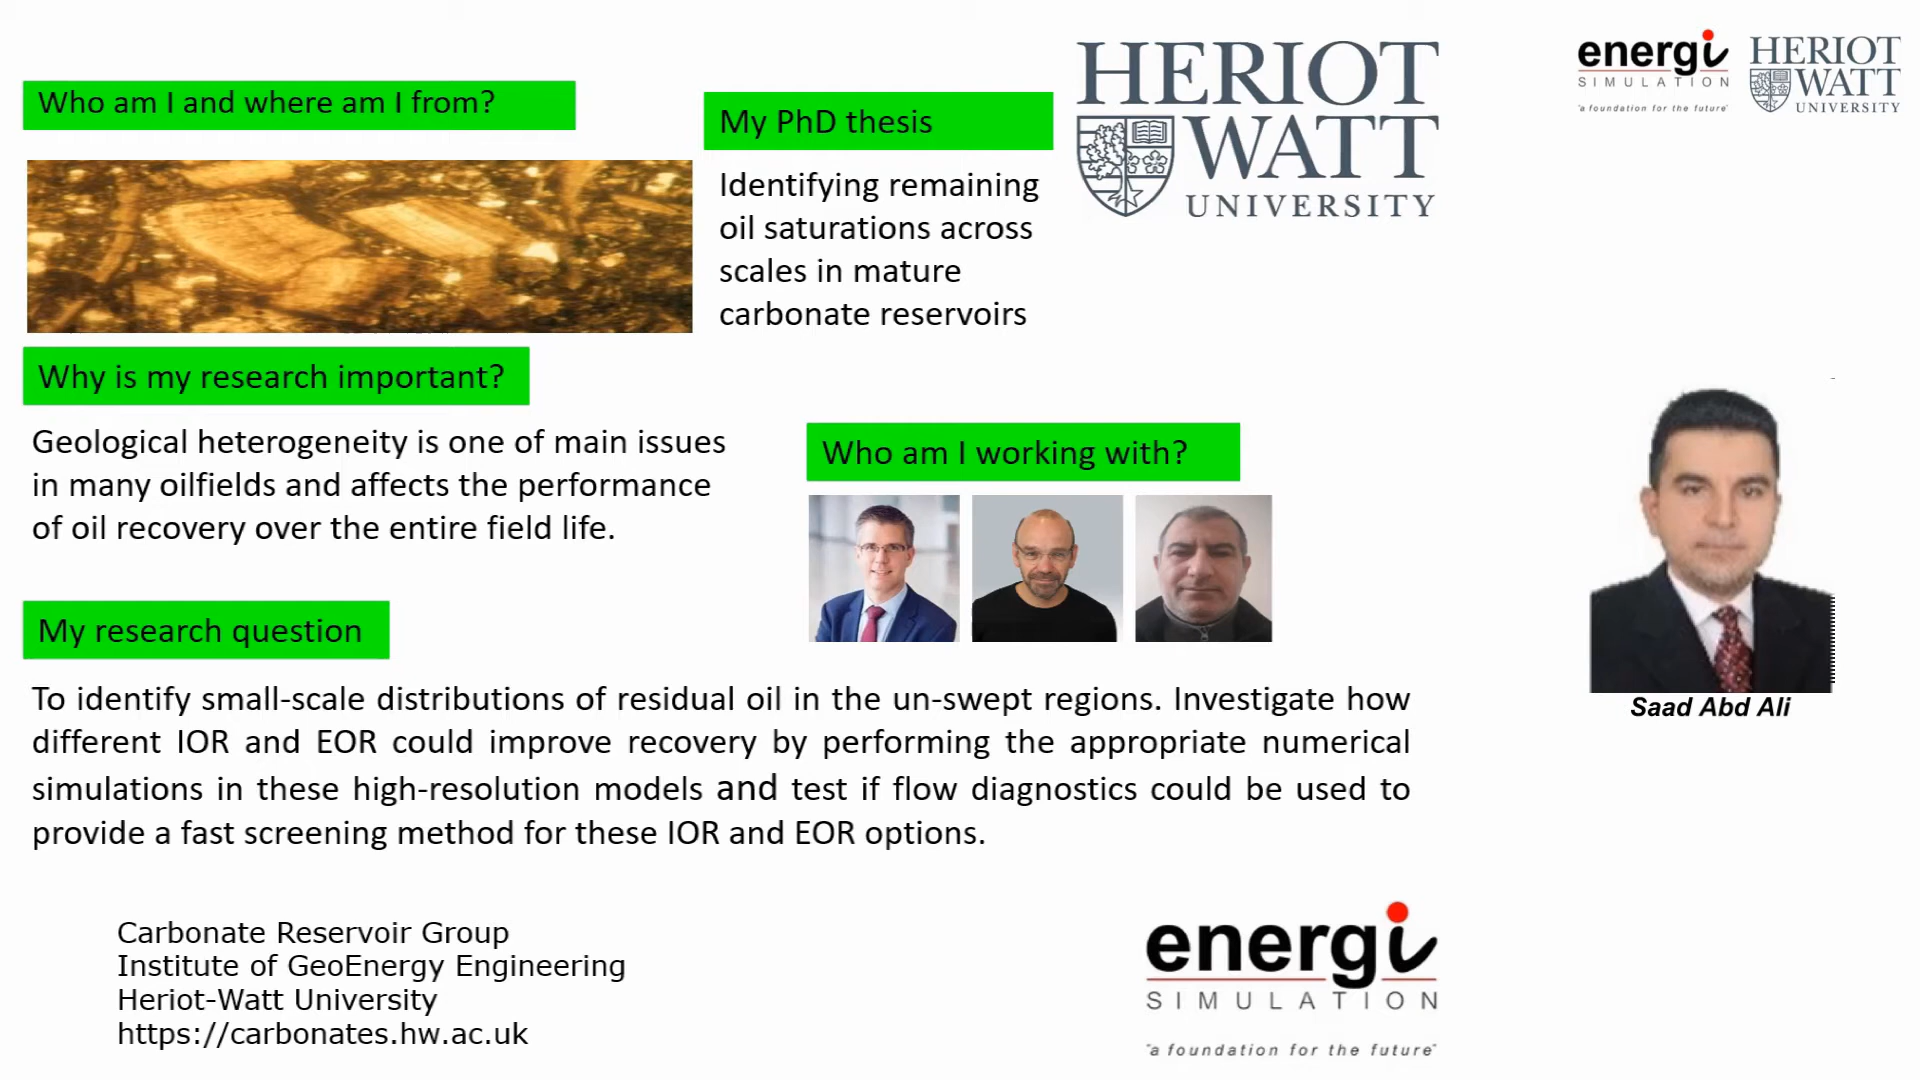 Who am I and where am I from?
My PhD thesis
Identifying remaining
oil saturations across
scales in mature
carbonate reservoirs
HERIOT
WATT
UNIVERSITY
energi
SIMULATION
"a foundation for the future"
HERIOT
WATT
UNIVERSITY
Why is my research important?
Geological heterogeneity is one of main issues
in many oilfields and affects the performance
of oil recovery over the entire field life.
Who am I working with?
Saad Abd Ali
My research question
To identify small-scale distributions of residual oil in the un-swept regions. Investigate how
different IOR and EOR could improve recovery by performing the appropriate numerical
simulations in these high-resolution models and test if flow diagnostics could be used to
provide a fast screening method for these IOR and EOR options.
Carbonate Reservoir Group
Institute of GeoEnergy Engineering
Heriot-Watt University
https://carbonates.hw.ac.uk
energi
SIMULATION
"a foundation for the future"